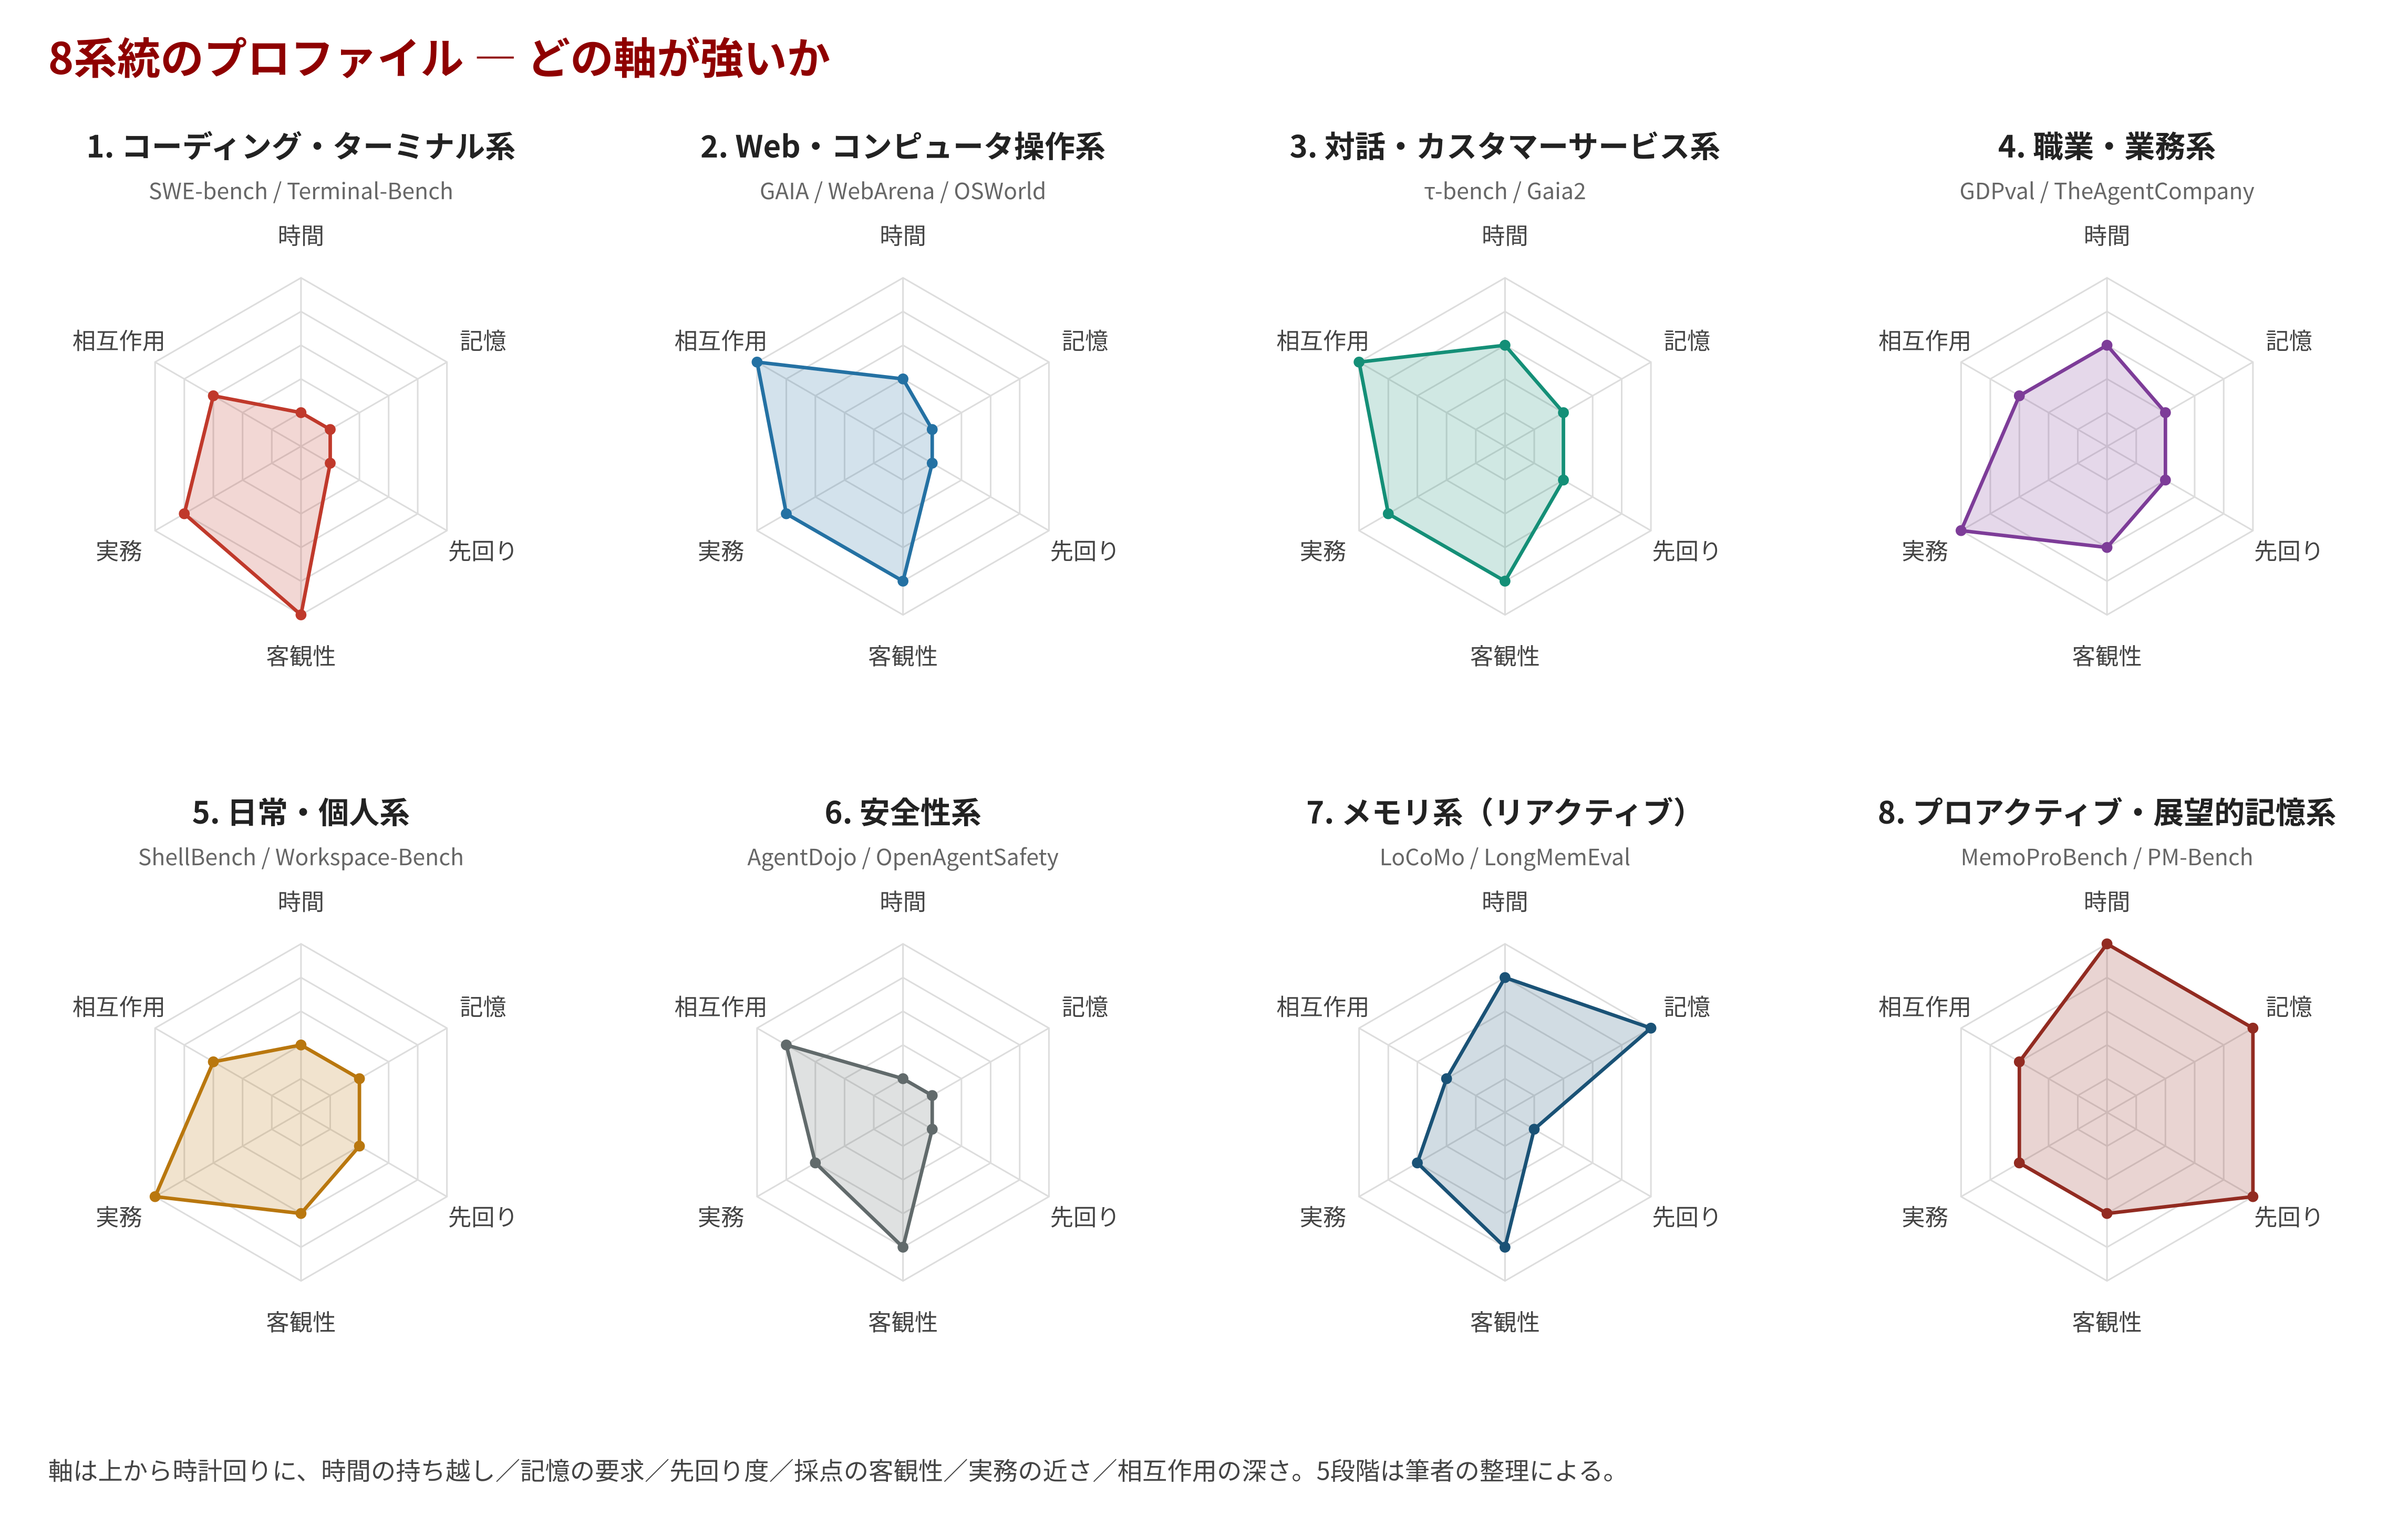 8系統のプロファイル — どの軸が強いか
1. コーディング・ターミナル系
SWE-bench / Terminal-Bench
時間
相互作用
記憶
実務
先回り
客観性
2. Web・コンピュータ操作系
GAIA / WebArena / OSWorld
時間
相互作用
記憶
実務
先回り
客観性
3. 対話・カスタマーサービス系
τ-bench / Gaia2
時間
相互作用
記憶
実務
先回り
客観性
4. 職業・業務系
GDPval / TheAgentCompany
時間
相互作用
記憶
実務
先回り
客観性
5. 日常・個人系
ShellBench / Workspace-Bench
時間
相互作用
記憶
実務
先回り
客観性
6. 安全性系
AgentDojo / OpenAgentSafety
時間
相互作用
記憶
実務
先回り
客観性
7. メモリ系（リアクティブ）
LoCoMo / LongMemEval
時間
相互作用
記憶
実務
先回り
客観性
8. プロアクティブ・展望的記憶系
MemoProBench / PM-Bench
時間
相互作用
記憶
実務
先回り
客観性
軸は上から時計回りに、時間の持ち越し／記憶の要求／先回り度／採点の客観性／実務の近さ／相互作用の深さ。5段階は筆者の整理による。